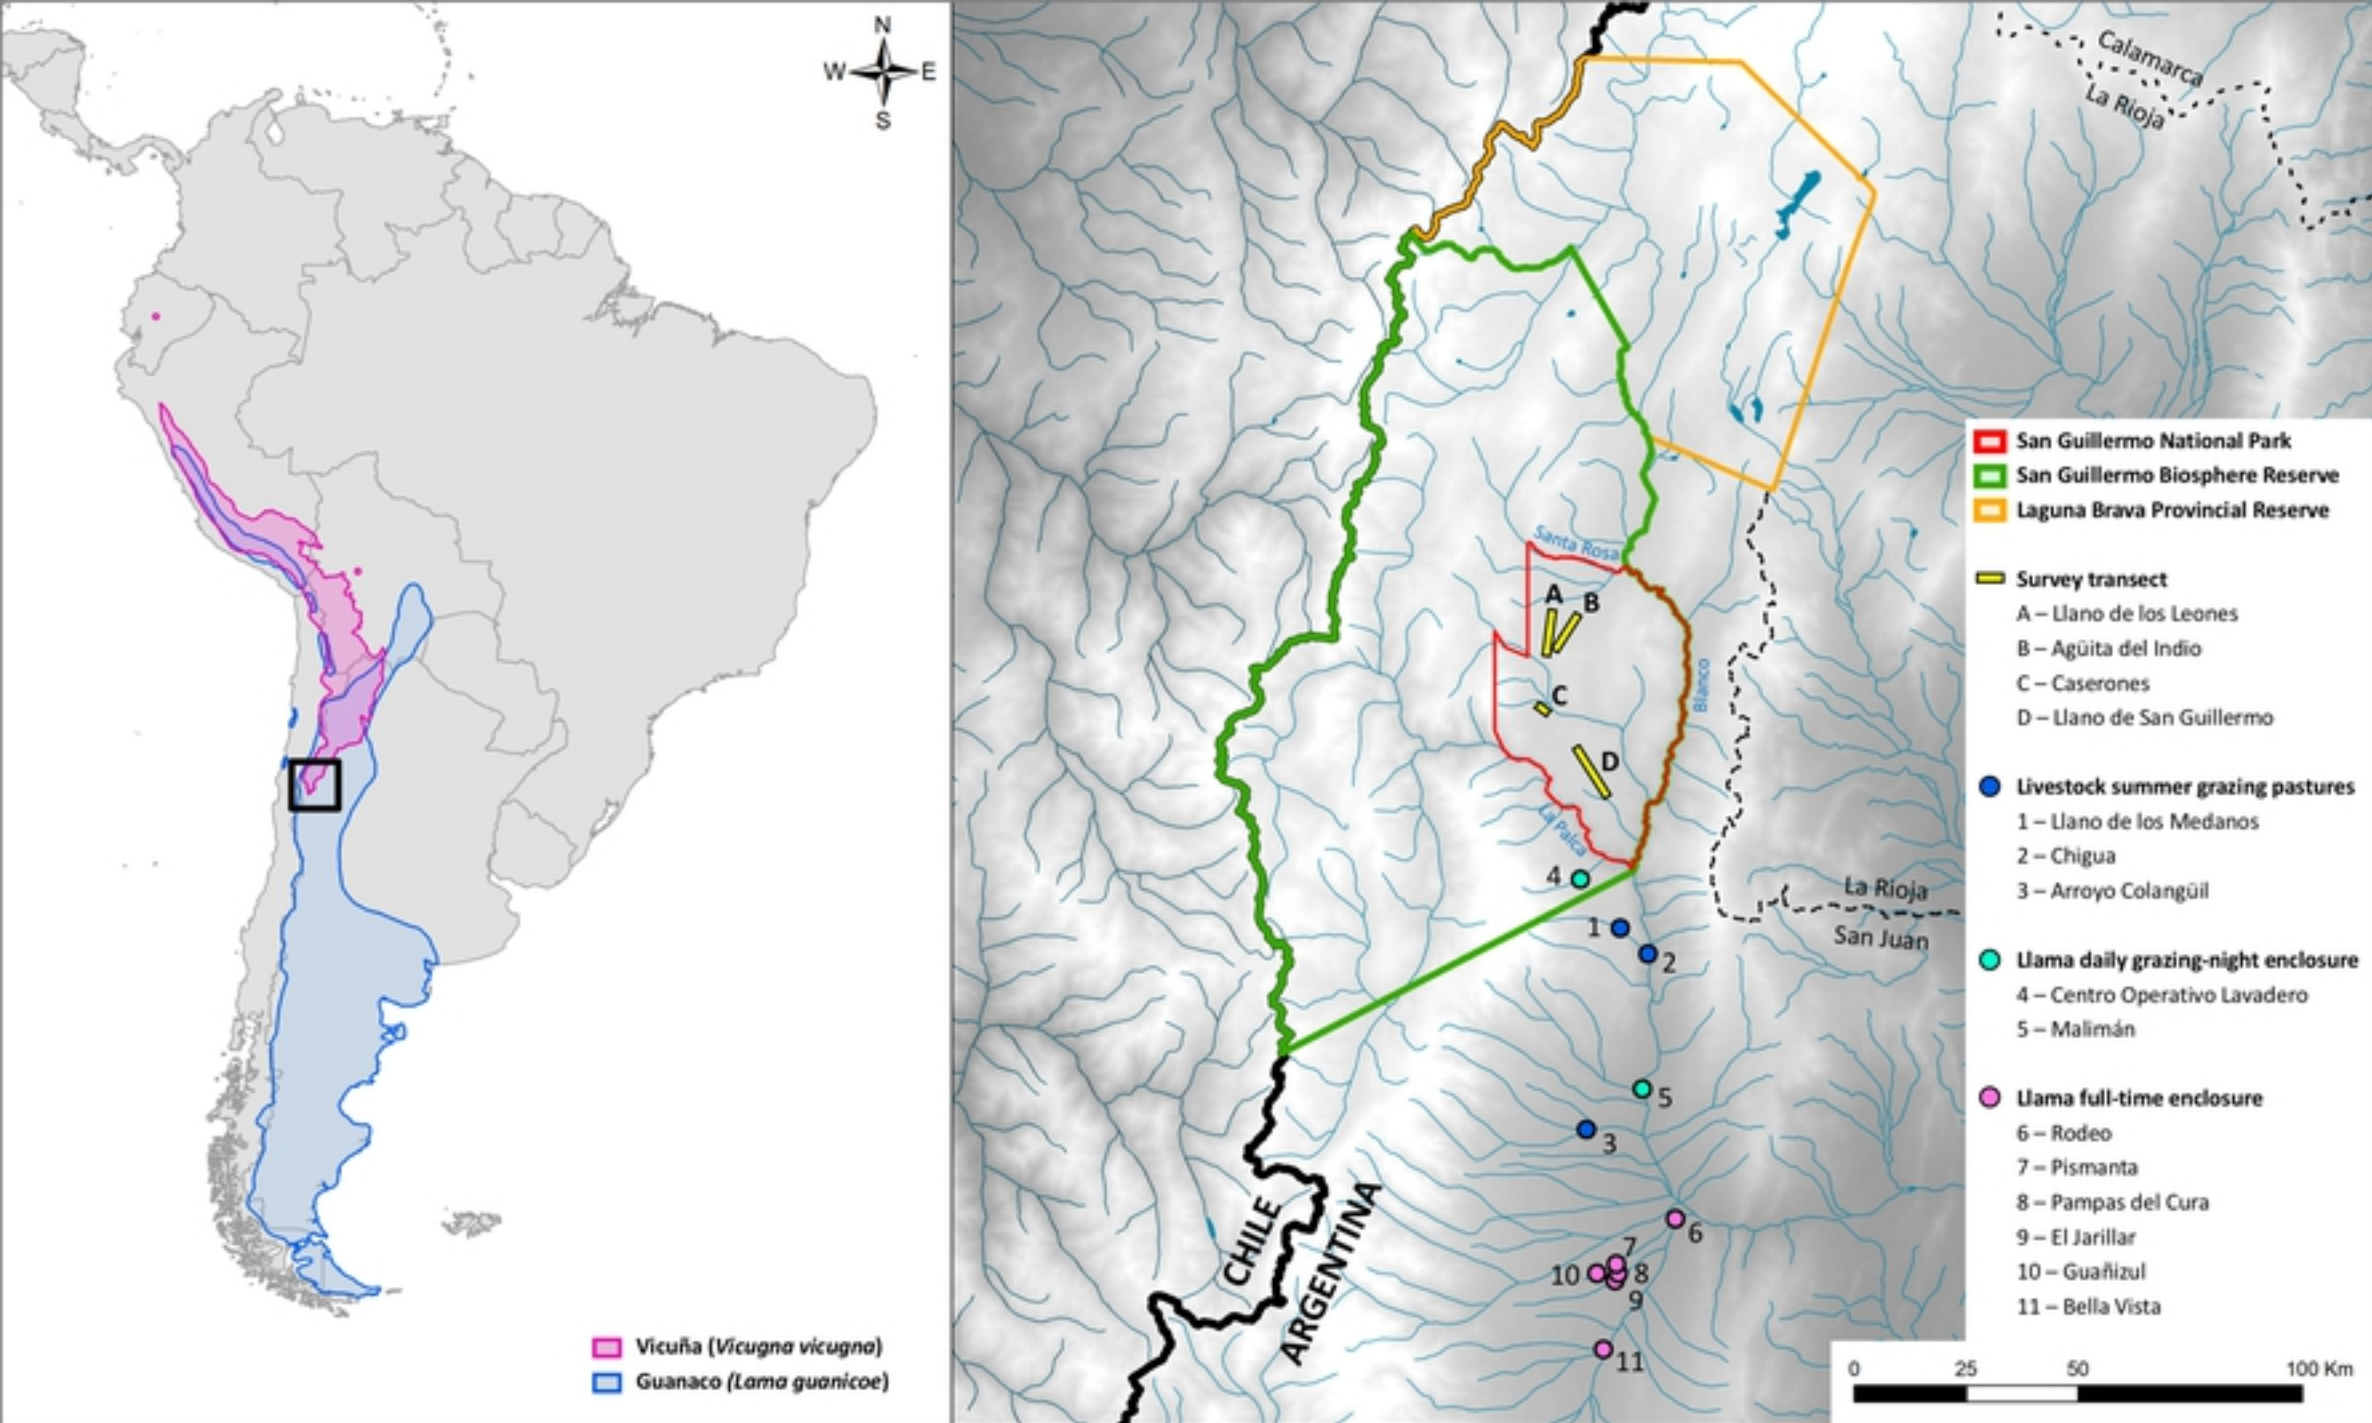 N
W E
S
Vicuña (Vicugna vicugna)
Guanaco (Lama guanicoe)
Calamarca
La Rioja
Santa Rosa
A
B
C
D
Blanco
La Palca
4
1
2
La Rioja
San Juan
5
3
6
7
10
8
9
11
CHILE
ARGENTINA
San Guillermo National Park
San Guillermo Biosphere Reserve
Laguna Brava Provincial Reserve
Survey transect
A – Llano de los Leones
B – Agüita del Indio
C – Caserones
D – Llano de San Guillermo
Livestock summer grazing pastures
1 – Llano de los Medanos
2 – Chigua
3 – Arroyo Colangüil
Llama daily grazing-night enclosure
4 – Centro Operativo Lavadero
5 – Malimán
Llama full-time enclosure
6 – Rodeo
7 – Pismanta
8 – Pampas del Cura
9 – El Jarillar
10 – Guañizul
11 – Bella Vista
0 25 50 100 Km